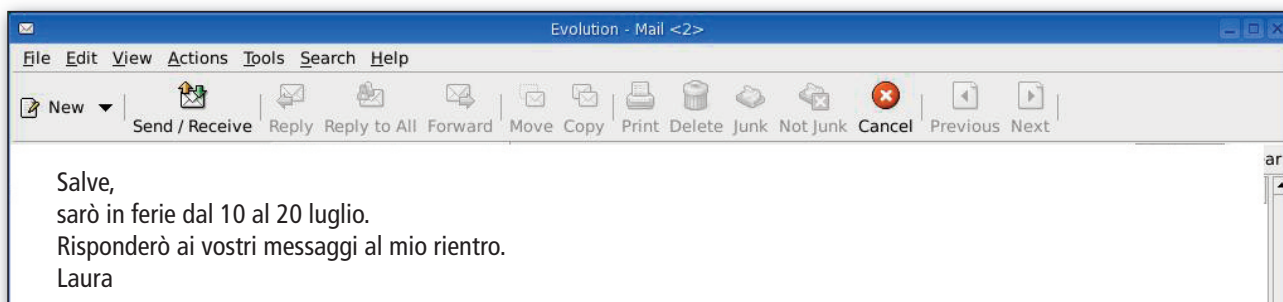 Evolution - Mail <2>
File Edit View Actions Tools Search Help
New Send / Receive Reply Reply to All Forward Move Copy Print Delete Junk Not Junk Cancel Previous Next
Salve,
sarò in ferie dal 10 al 20 luglio.
Risponderò ai vostri messaggi al mio rientro.
Laura